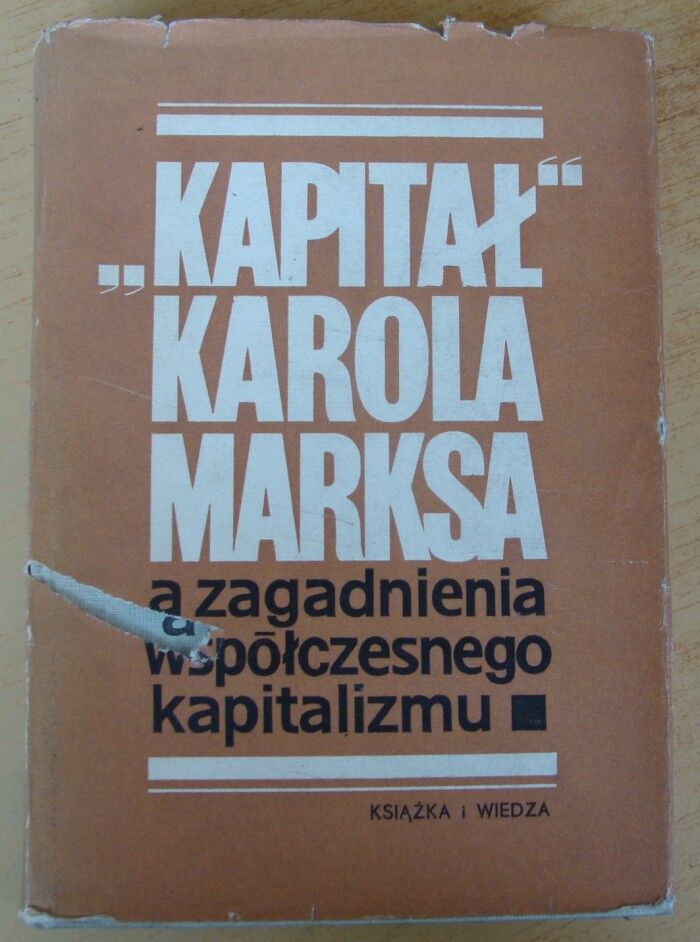 „KAPITAŁ“
KAROLA
MARKSA
a zagadnienia
współczesnego
kapitalizmu
KSIĄŻKA i WIEDZA